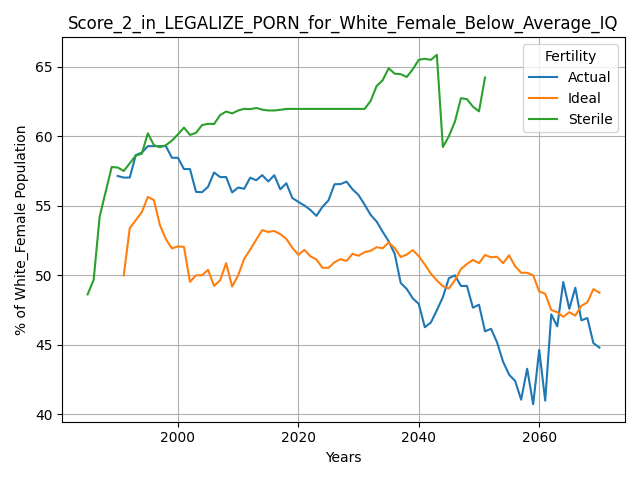 Score_2_in_LEGALIZE_PORN_for_White_Female_Below_Average_IQ
Fertility
Actual
Ideal
Sterile
% of White_Female Population
65
60
55
50
45
40
2000
2020
2040
2060
Years